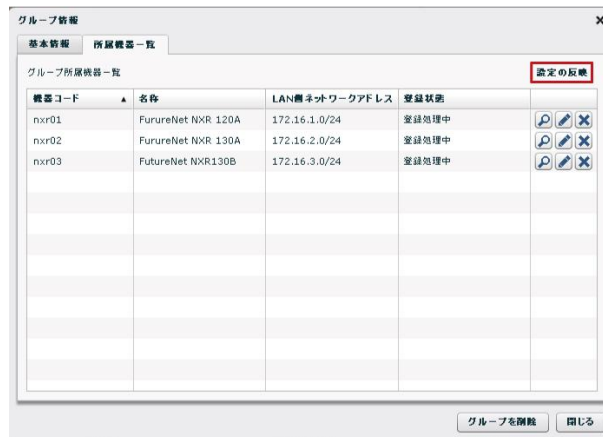 グループ情報
基本情報 所属機器一覧
グループ所属機器一覧 設定の反映
機器コード ▲ 名称 LAN側ネットワークアドレス 登録状態
nxr01 FurureNet NXR 120A 172.16.1.0/24 登録処理中
nxr02 FurureNet NXR 130A 172.16.2.0/24 登録処理中
nxr03 FutureNet NXR130B 172.16.3.0/24 登録処理中
グループを削除 閉じる